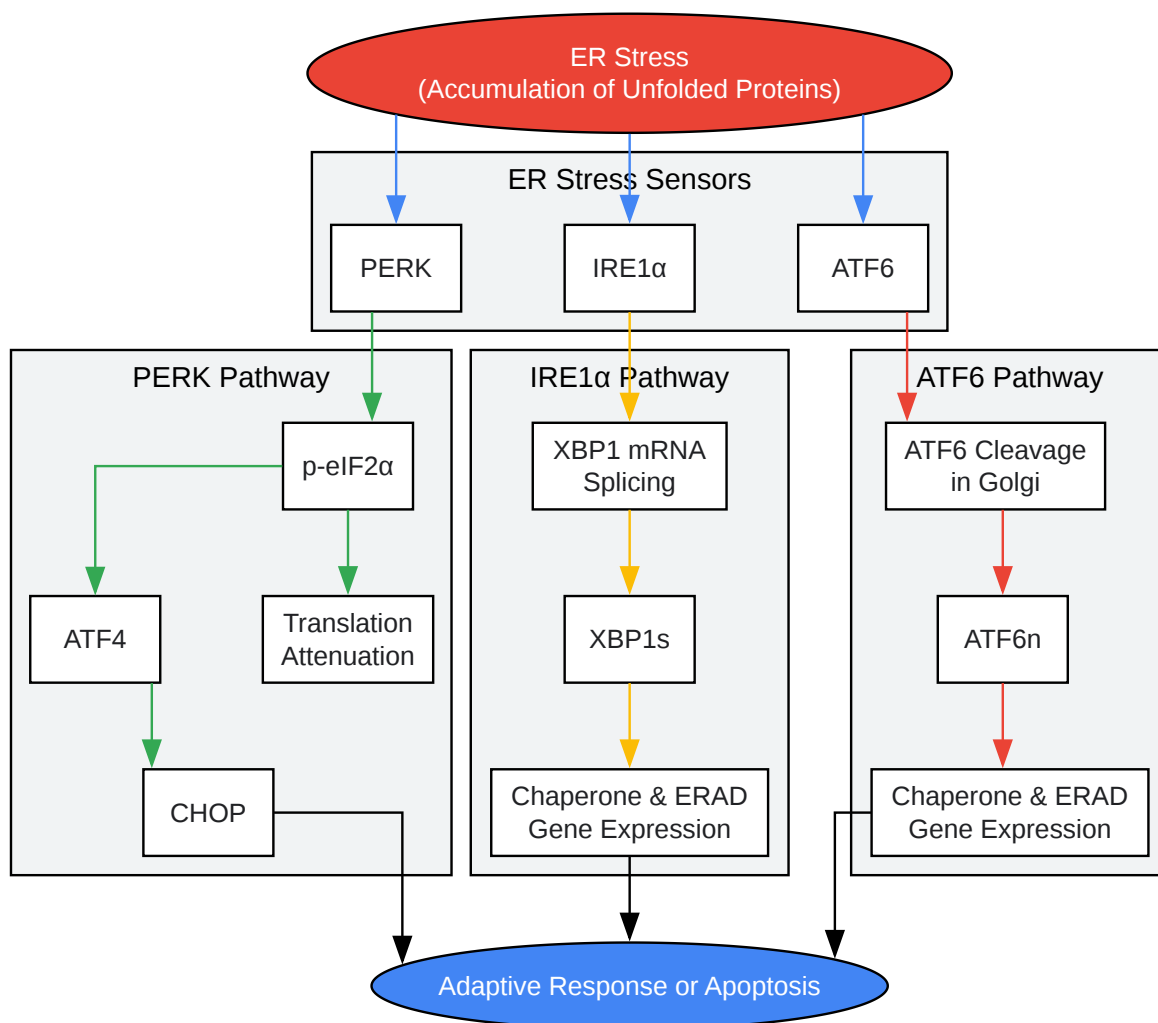 ER Stress
(Accumulation of Unfolded Proteins)
ER Stress Sensors
PERK
IRE1α
ATF6
PERK Pathway
IRE1α Pathway
ATF6 Pathway
p-eIF2α
XBP1 mRNA
Splicing
ATF6 Cleavage
in Golgi
ATF4
Translation
Attenuation
XBP1s
ATF6n
CHOP
Chaperone & ERAD
Gene Expression
Chaperone & ERAD
Gene Expression
Adaptive Response or Apoptosis